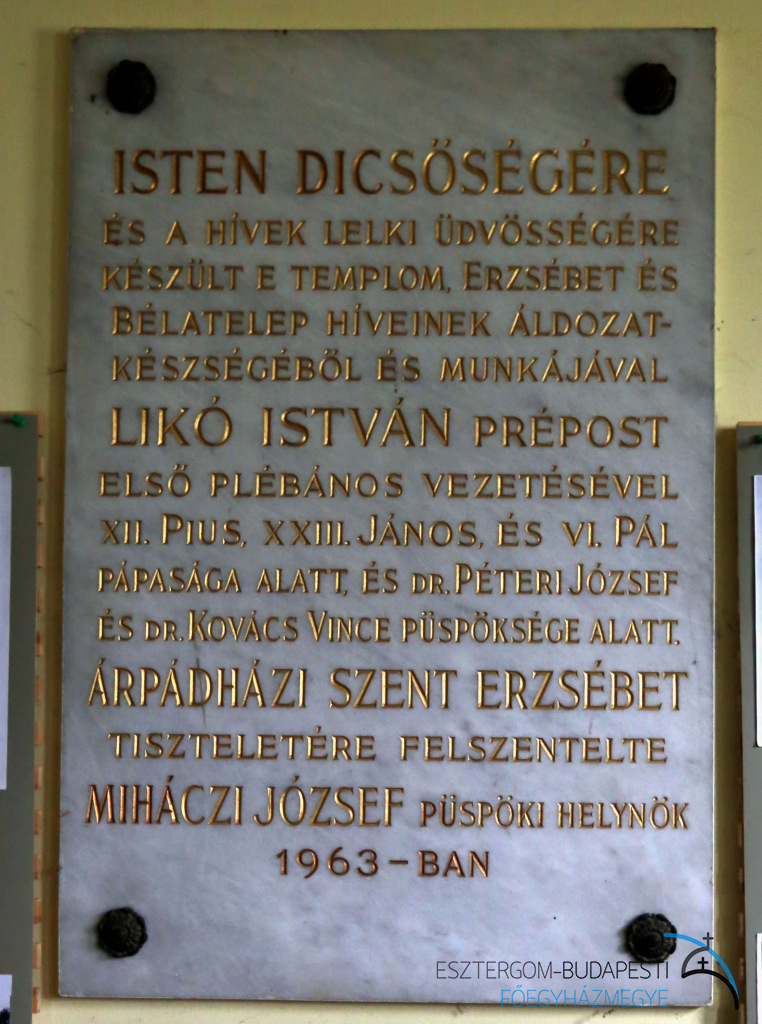 ISTEN DICSŐSÉGÉRE
ÉS A HÍVEK LELKI ÜDVÖSSÉGÉRE
KÉSZÜLT E TEMPLOM, ERZSÉBET ÉS
BÉLATELEP HÍVEINEK ÁLDOZAT-
KÉSZSÉGÉBŐL ÉS MUNKÁJÁVAL
LIKÓ ISTVÁN PRÉPOST
ELSŐ PLÉBÁNOS VEZETÉSÉVEL
XII. PIUS, XXIII. JÁNOS, ÉS VI. PÁL
PÁPASÁGA ALATT, ÉS DR. PÉTERI JÓZSEF
ÉS DR. KOVÁCS VINCE PÜSPÖKSÉGE ALATT.
ÁRPÁDHÁZI SZENT ERZSÉBET
TISZTELETÉRE FELSZENTELTE
MIHÁCZI JÓZSEF PÜSPÖKI HELYNÖK
1963-BAN
ESZTERGOM-BUDAPESTI
FŐEGYHÁZMEGYE